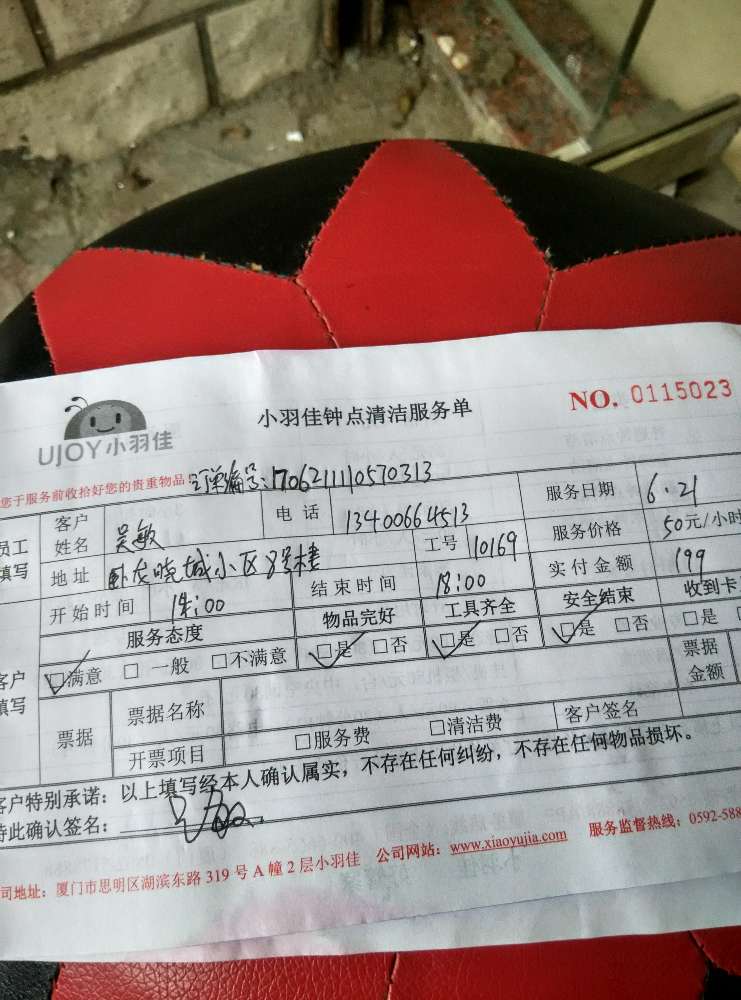 UJOY小羽佳
小羽佳钟点清洁服务单
NO. 0115023
您于服务前收拾好您的贵重物品 订单编号:170621110570313
员工填写
客户姓名 吴敏 电话 13400664513 服务日期 6.21
地址 卧龙晓城小区8号楼 工号 10169 服务价格 50元/小时
开始时间 14:00 结束时间 18:00 实付金额 199
服务态度 物品完好 工具齐全 安全结束 收到卡
客户填写
□满意 □一般 □不满意 □是 □否 □是 □否 □是 □否 □是
票据 票据名称 票据金额
开票项目 □服务费 □清洁费 客户签名
客户特别承诺:以上填写经本人确认属实,不存在任何纠纷,不存在任何物品损坏。
特此确认签名:
司地址:厦门市思明区湖滨东路319号A幢2层小羽佳 公司网站:www.xiaoyujia.com 服务监督热线:0592-588